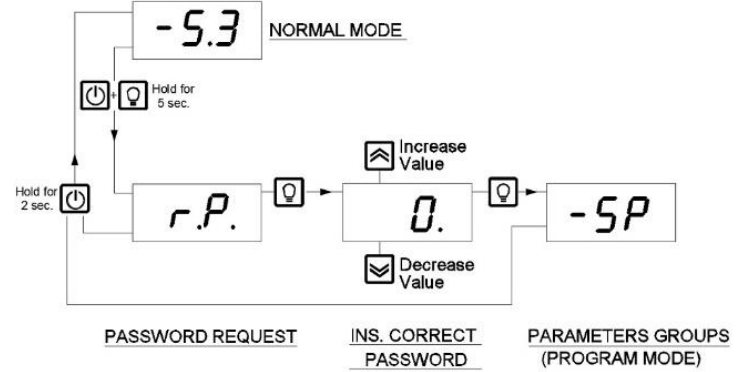 -5.3
NORMAL MODE
Hold for
5 sec.
+
Increase
Value
Hold for
2 sec.
r.P.
0.
-SP
Decrease
Value
PASSWORD REQUEST
INS. CORRECT
PASSWORD
PARAMETERS GROUPS
(PROGRAM MODE)